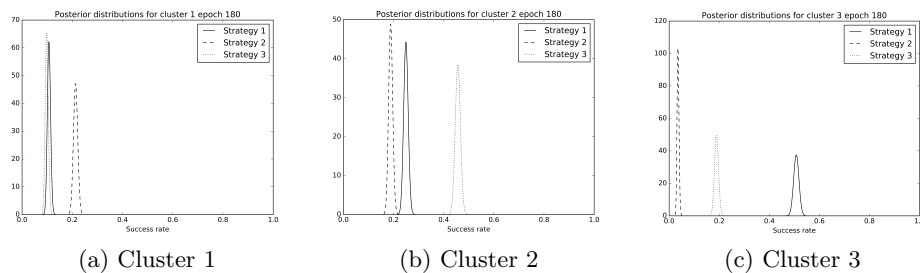 Posterior distributions for cluster 1 epoch 180
70
60
50
40
30
20
10
0
0.0 0.2 0.4 0.6 0.8 1.0
Success rate
Strategy 1
Strategy 2
Strategy 3
(a) Cluster 1
Posterior distributions for cluster 2 epoch 180
50
40
30
20
10
0
0.0 0.2 0.4 0.6 0.8 1.0
Success rate
Strategy 1
Strategy 2
Strategy 3
(b) Cluster 2
Posterior distributions for cluster 3 epoch 180
120
100
80
60
40
20
0
0.0 0.2 0.4 0.6 0.8 1.0
Success rate
Strategy 1
Strategy 2
Strategy 3
(c) Cluster 3